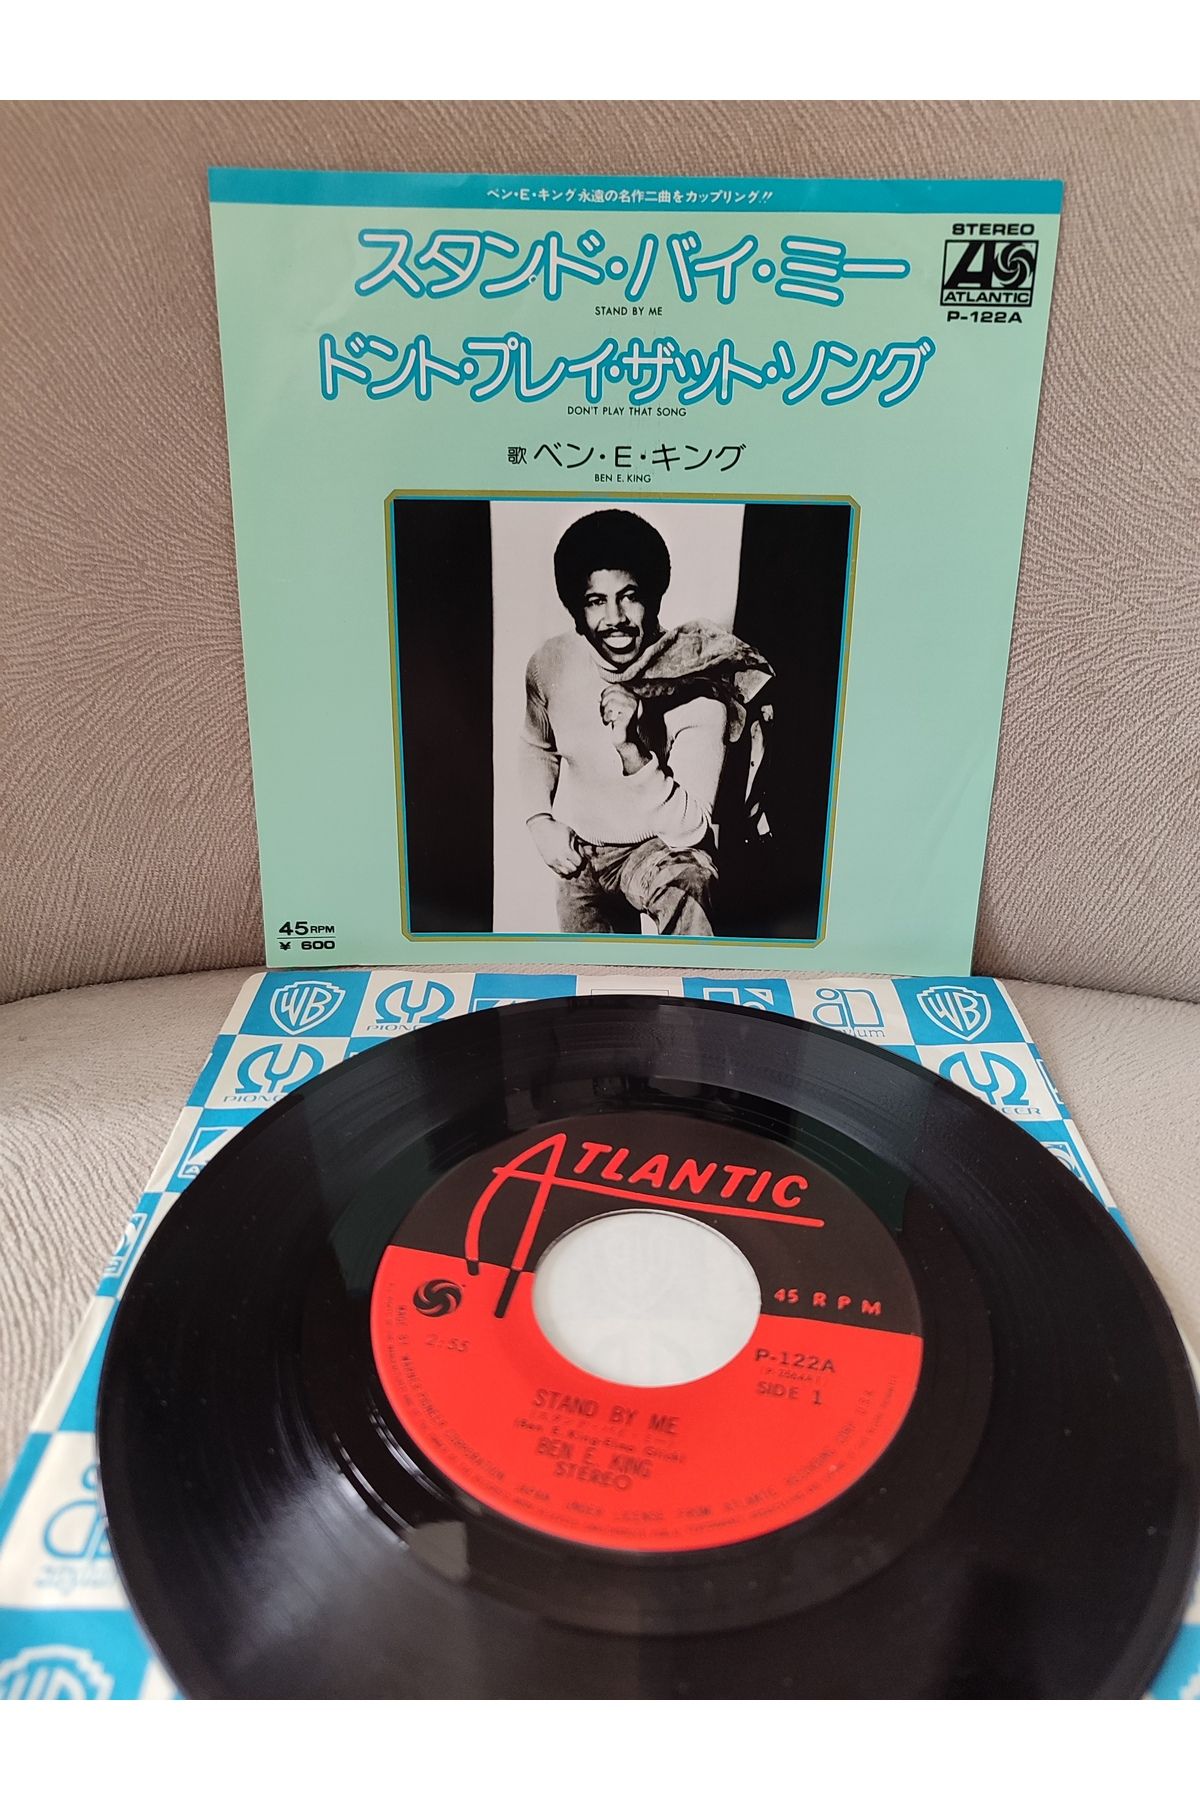 ベン・E・キング永遠の名作二曲をカップリング!!
スタンド・バイ・ミー
STAND BY ME
STEREO
ATLANTIC
P-122A
ドント・プレイ・ザット・ソング
DON'T PLAY THAT SONG
歌 ベン・E・キング
BEN E. KING
45 RPM
¥ 600
WB
PIONEER
WB
ATLANTIC
45 RPM
2:55
P-122A
SIDE 1
STAND BY ME
BEN E. KING
STEREO